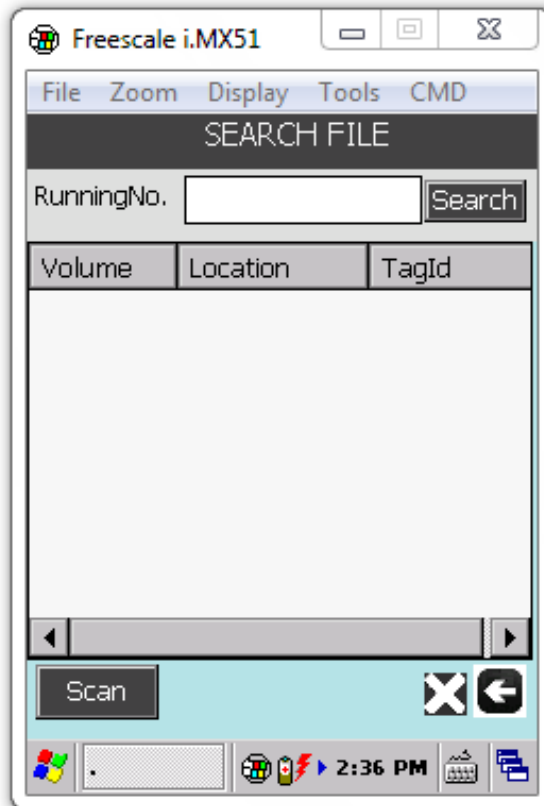 Freescale i.MX51
File Zoom Display Tools CMD
SEARCH FILE
RunningNo. Search
Volume Location TagId
Scan
. 2:36 PM